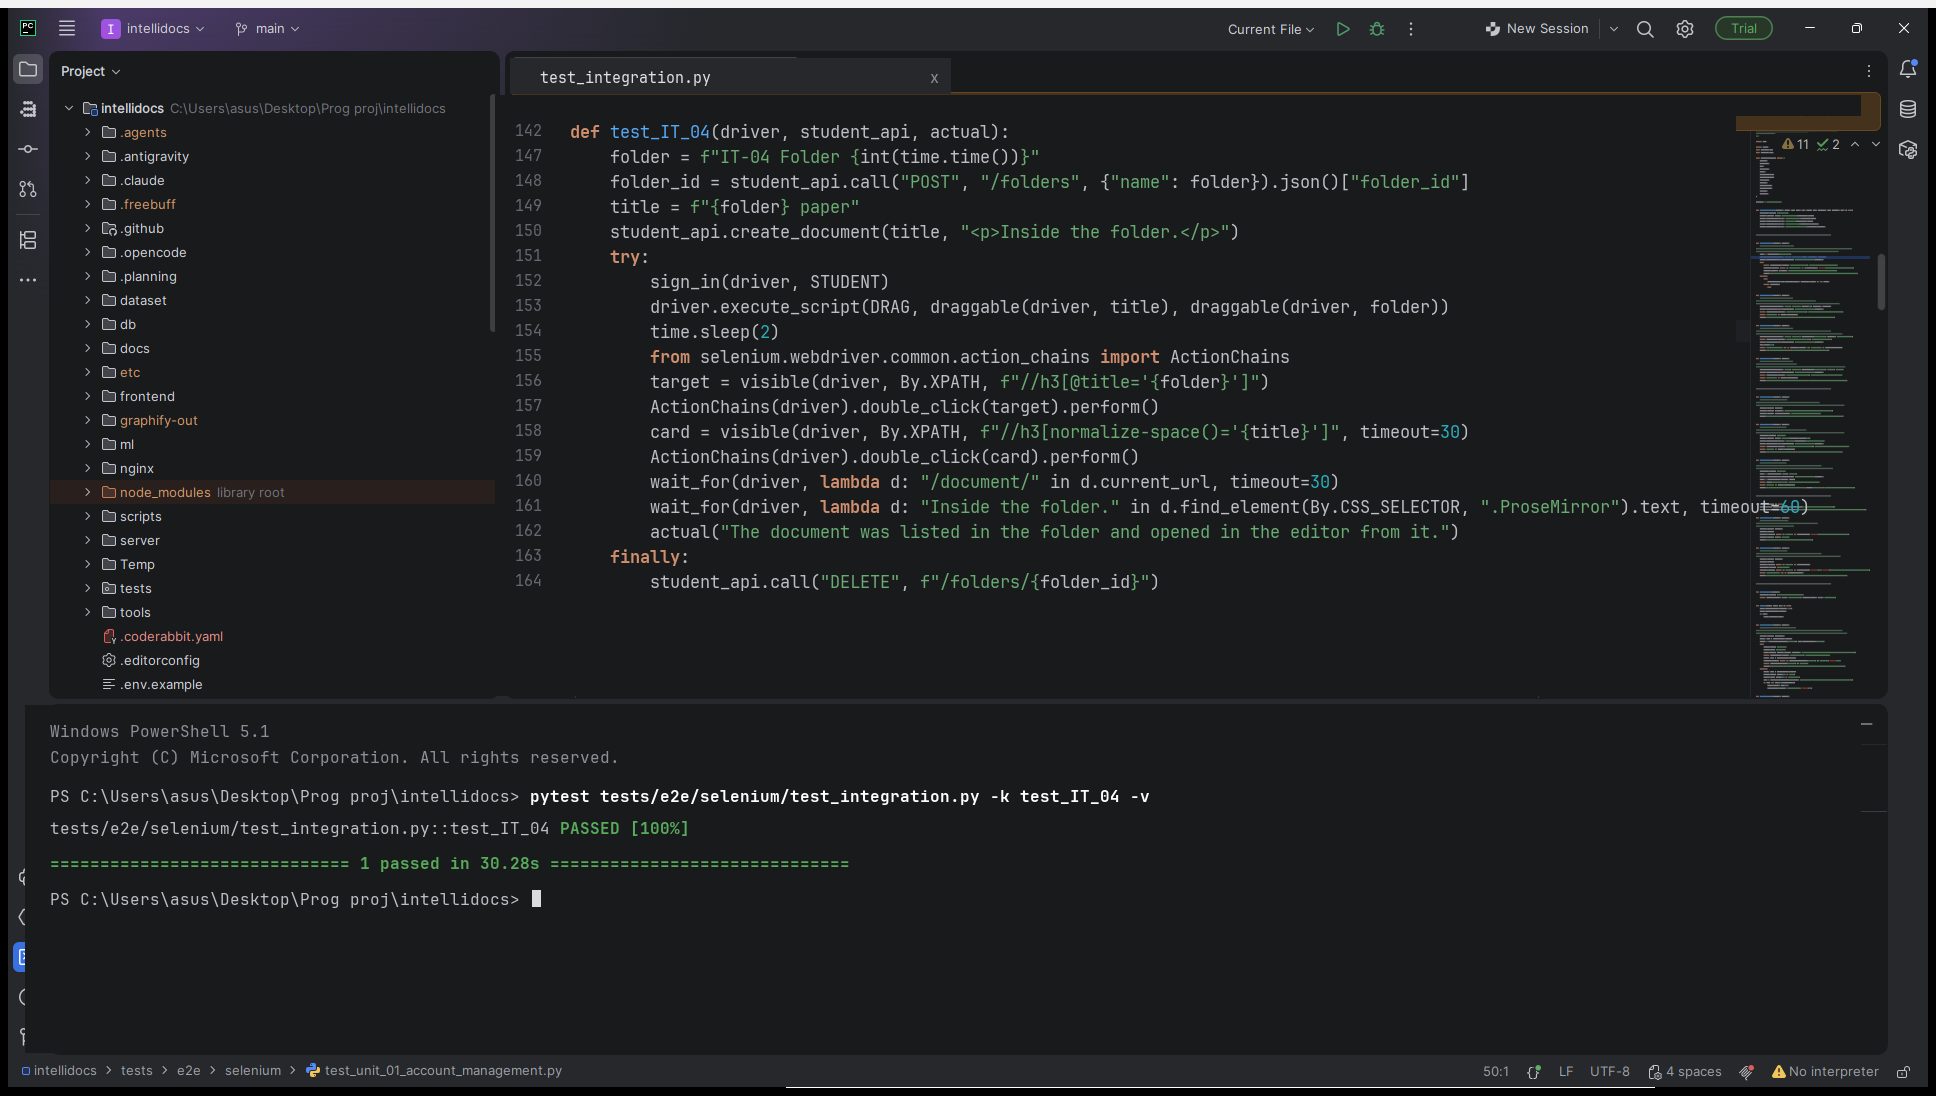 PC
I intellidocs
main
Current File
New Session
Trial
Project
intellidocs C:\Users\asus\Desktop\Prog proj\intellidocs
.agents
.antigravity
.claude
.freebuff
.github
.opencode
.planning
dataset
db
docs
etc
frontend
graphify-out
ml
nginx
node_modules library root
scripts
server
Temp
tests
tools
.coderabbit.yaml
.editorconfig
.env.example
test_integration.py x
11 2
142 def test_IT_04(driver, student_api, actual):
147 folder = f"IT-04 Folder {int(time.time())}"
148 folder_id = student_api.call("POST", "/folders", {"name": folder}).json()["folder_id"]
149 title = f"{folder} paper"
150 student_api.create_document(title, "<p>Inside the folder.</p>")
151 try:
152 sign_in(driver, STUDENT)
153 driver.execute_script(DRAG, draggable(driver, title), draggable(driver, folder))
154 time.sleep(2)
155 from selenium.webdriver.common.action_chains import ActionChains
156 target = visible(driver, By.XPATH, f"//h3[@title='{folder}']")
157 ActionChains(driver).double_click(target).perform()
158 card = visible(driver, By.XPATH, f"//h3[normalize-space()='{title}']", timeout=30)
159 ActionChains(driver).double_click(card).perform()
160 wait_for(driver, lambda d: "/document/" in d.current_url, timeout=30)
161 wait_for(driver, lambda d: "Inside the folder." in d.find_element(By.CSS_SELECTOR, ".ProseMirror").text, timeout=60)
162 actual("The document was listed in the folder and opened in the editor from it.")
163 finally:
164 student_api.call("DELETE", f"/folders/{folder_id}")
Windows PowerShell 5.1
Copyright (C) Microsoft Corporation. All rights reserved.
PS C:\Users\asus\Desktop\Prog proj\intellidocs> pytest tests/e2e/selenium/test_integration.py -k test_IT_04 -v
tests/e2e/selenium/test_integration.py::test_IT_04 PASSED [100%]
============================== 1 passed in 30.28s ==============================
PS C:\Users\asus\Desktop\Prog proj\intellidocs>
intellidocs > tests > e2e > selenium > test_unit_01_account_management.py
50:1 LF UTF-8 4 spaces No interpreter